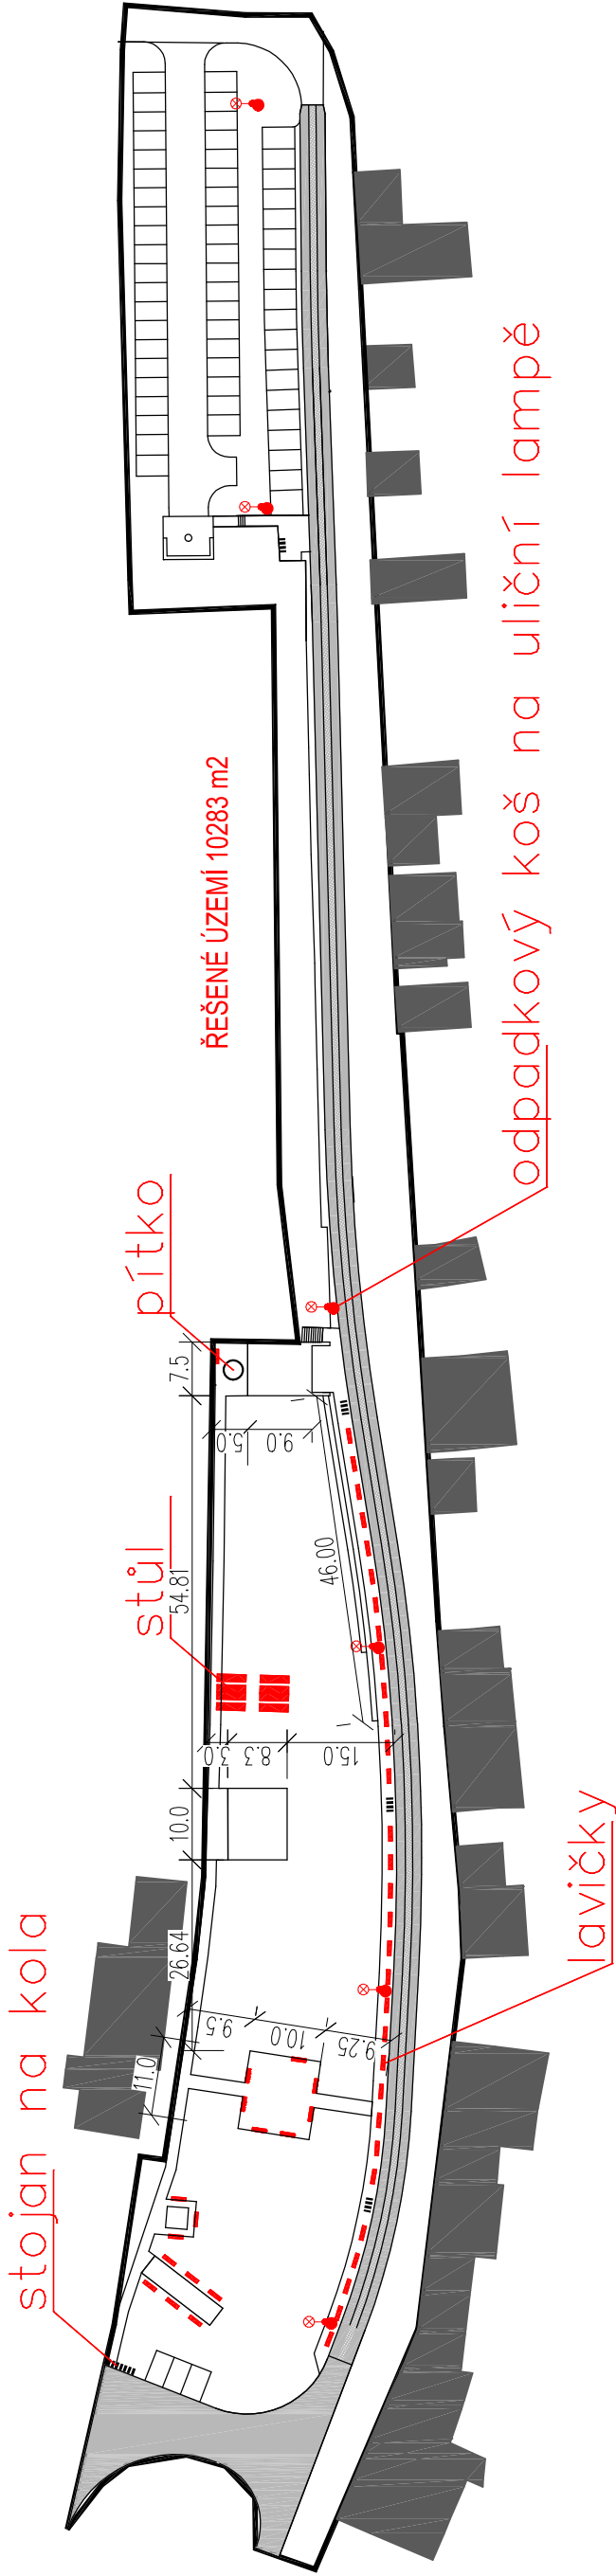 stojan na kola
stůl
pítko
ŘEŠENÉ ÚZEMÍ 10283 m2
odpadkový koš na uliční lampě
lavičky
11.0
26.64
10.0
54.81
7.5
9.5
10.0
9.25
3.0
8.3
15.0
46.00
5.0
9.0